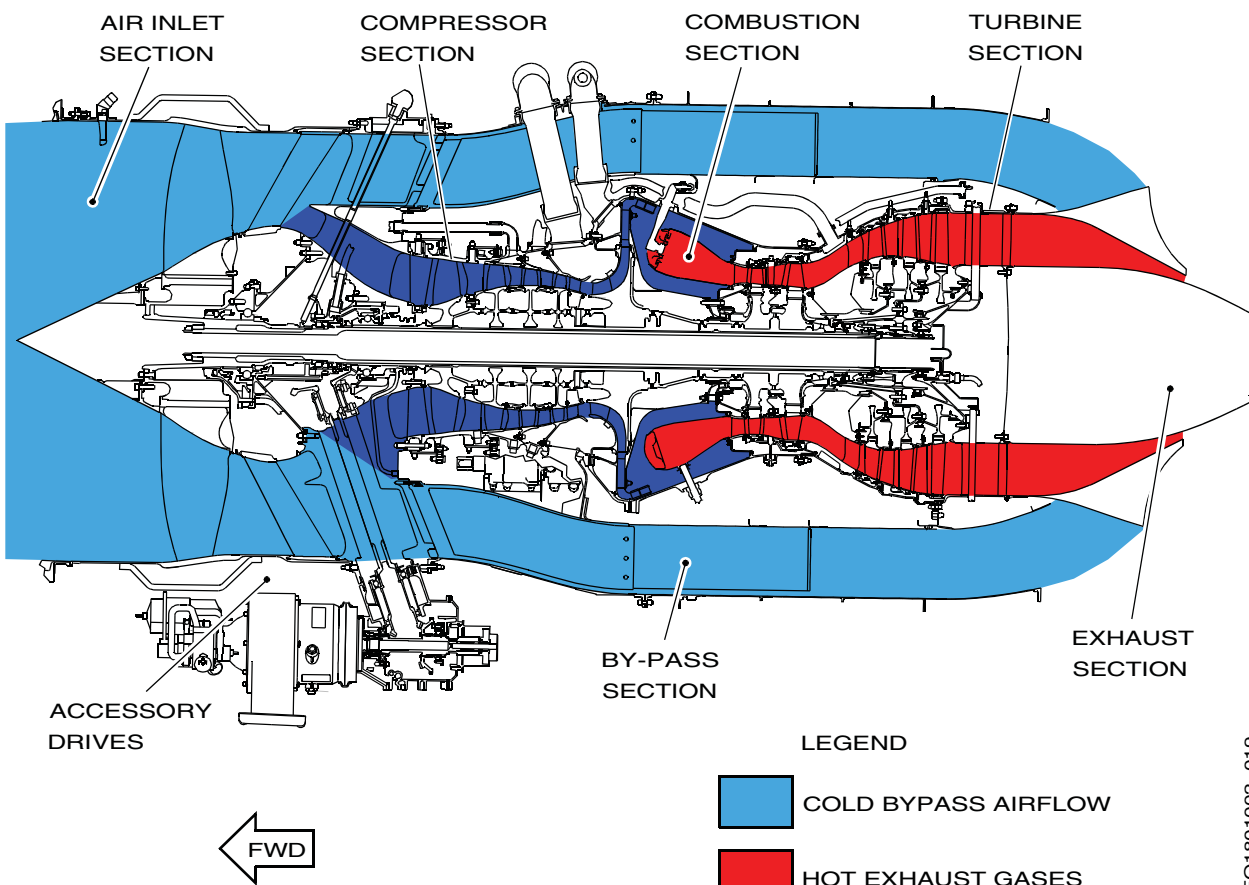 AIR INLET
SECTION
COMPRESSOR
SECTION
COMBUSTION
SECTION
TURBINE
SECTION
ACCESSORY
DRIVES
BY-PASS
SECTION
EXHAUST
SECTION
LEGEND
COLD BYPASS AIRFLOW
HOT EXHAUST GASES
FWD